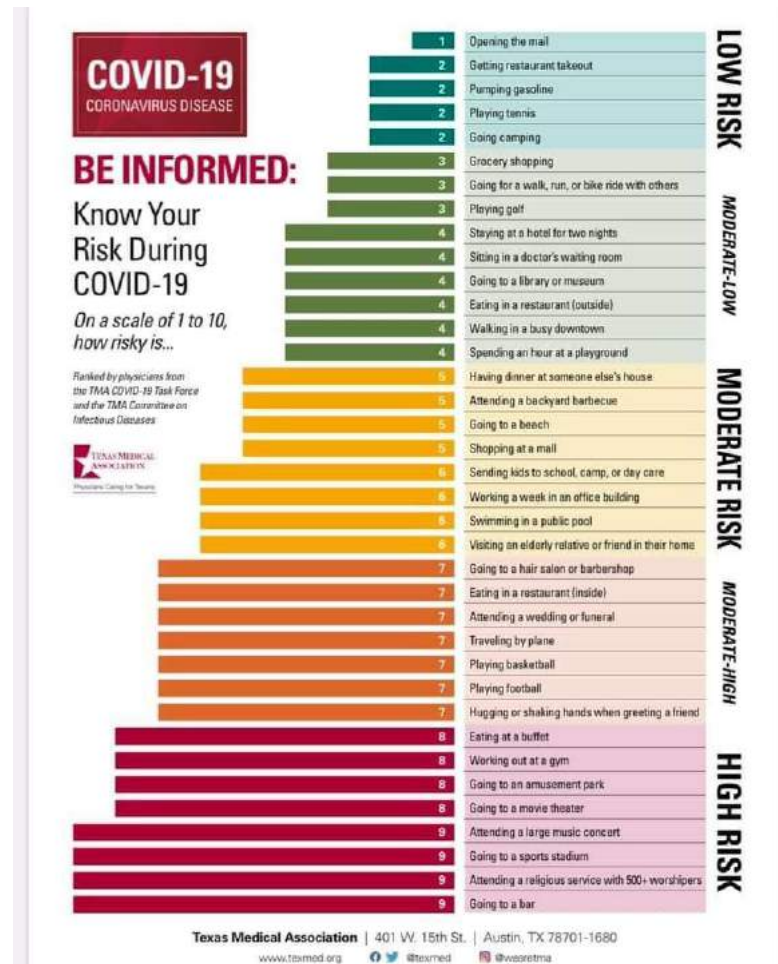 COVID-19
CORONAVIRUS DISEASE
BE INFORMED:
Know Your
Risk During
COVID-19
On a scale of 1 to 10,
how risky is...
Ranked by physicians from
the TMA COVID-19 Task Force
and the TMA Committee on
Infectious Diseases
TEXAS MEDICAL
ASSOCIATION
Physicians Caring for Texans
1 Opening the mail
2 Getting restaurant takeout
2 Pumping gasoline
2 Playing tennis
2 Going camping
LOW RISK
3 Grocery shopping
3 Going for a walk, run, or bike ride with others
3 Playing golf
4 Staying at a hotel for two nights
4 Sitting in a doctor's waiting room
4 Going to a library or museum
4 Eating in a restaurant (outside)
4 Walking in a busy downtown
4 Spending an hour at a playground
MODERATE-LOW
5 Having dinner at someone else's house
5 Attending a backyard barbecue
5 Going to a beach
5 Shopping at a mall
6 Sending kids to school, camp, or day care
6 Working a week in an office building
6 Swimming in a public pool
6 Visiting an elderly relative or friend in their home
MODERATE RISK
7 Going to a hair salon or barbershop
7 Eating in a restaurant (inside)
7 Attending a wedding or funeral
7 Traveling by plane
7 Playing basketball
7 Playing football
7 Hugging or shaking hands when greeting a friend
MODERATE-HIGH
8 Eating at a buffet
8 Working out at a gym
8 Going to an amusement park
8 Going to a movie theater
9 Attending a large music concert
9 Going to a sports stadium
9 Attending a religious service with 500+ worshipers
9 Going to a bar
HIGH RISK
Texas Medical Association | 401 W. 15th St. | Austin, TX 78701-1680
www.texmed.org @texmed @wearetma